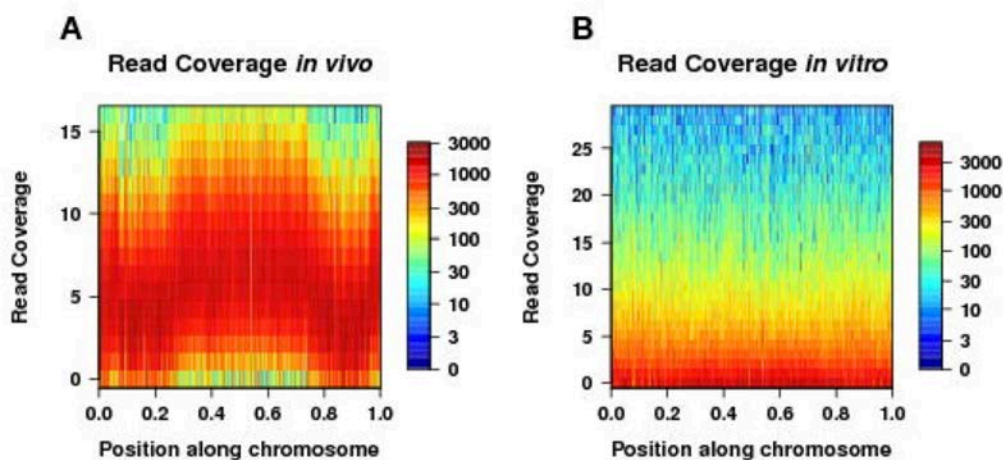 A
Read Coverage in vivo
Read Coverage
15
10
5
0
0.0 0.2 0.4 0.6 0.8 1.0
Position along chromosome
3000
1000
300
100
30
10
3
0
B
Read Coverage in vitro
Read Coverage
25
20
15
10
5
0
0.0 0.2 0.4 0.6 0.8 1.0
Position along chromosome
3000
1000
300
100
30
10
3
0